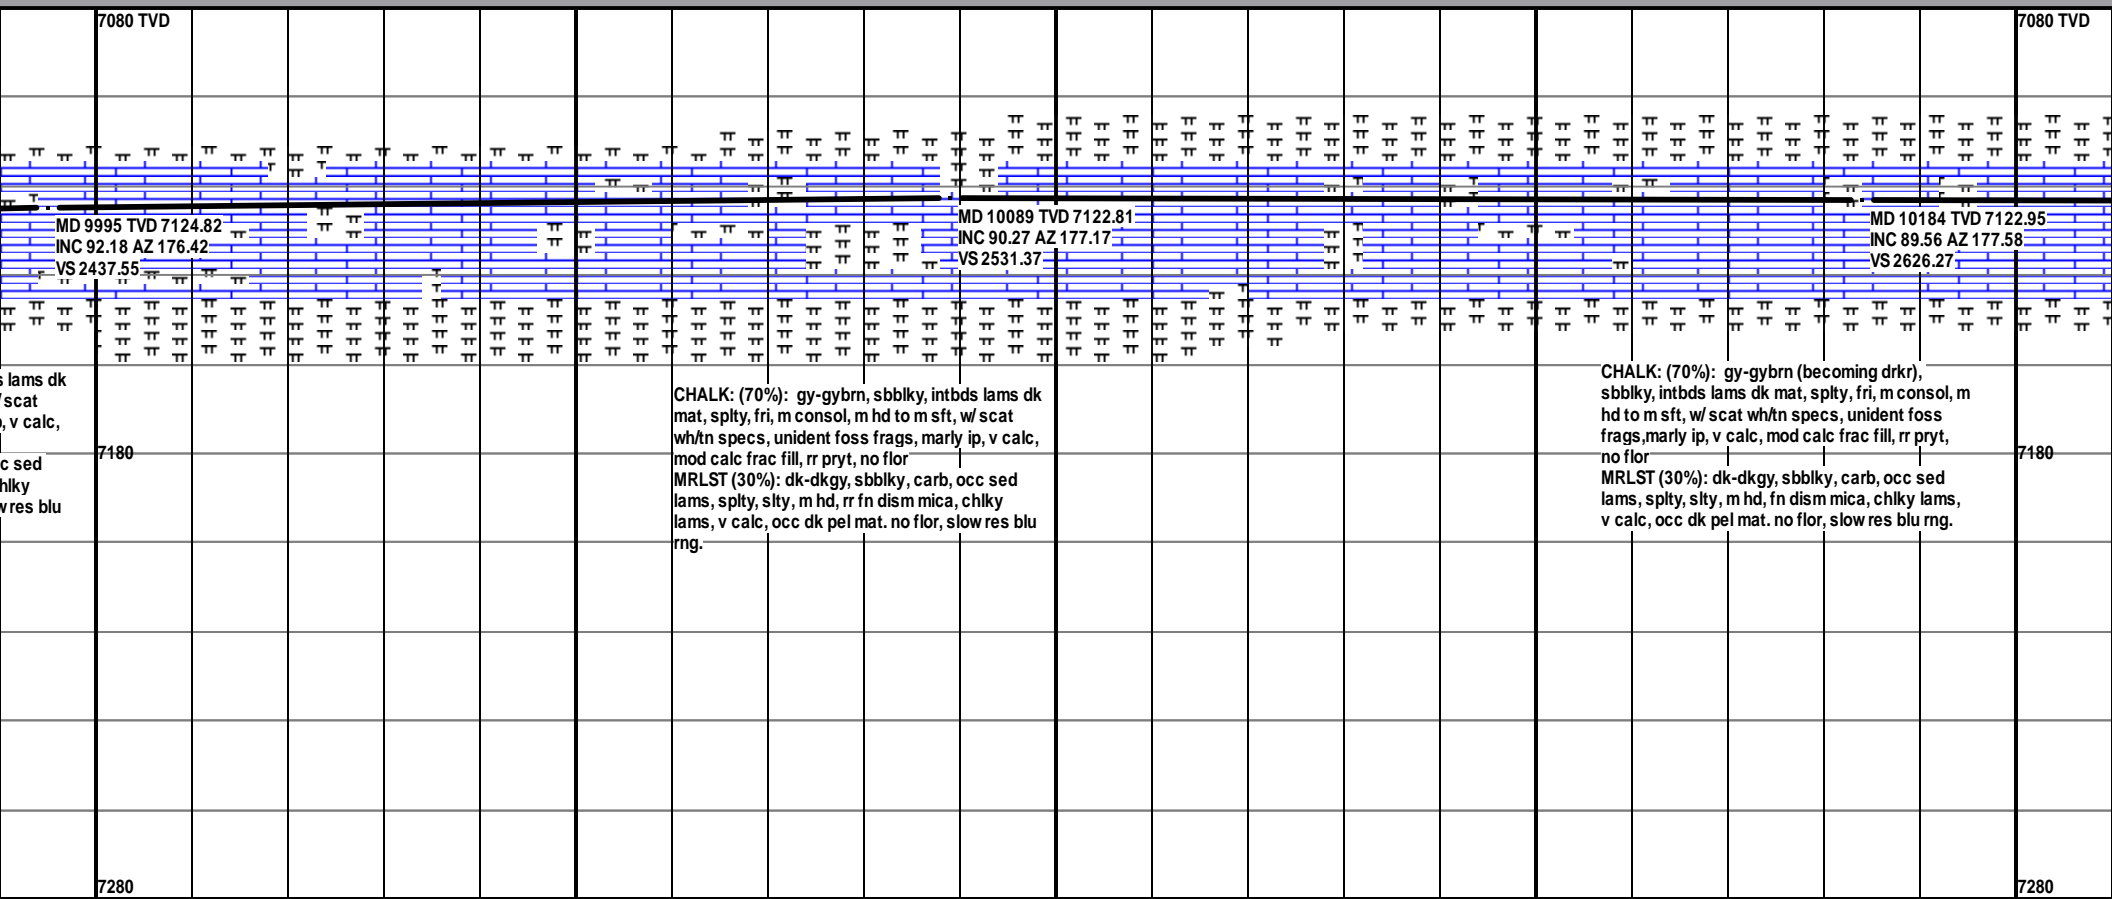 7080 TVD
7080 TVD
MD 9995 TVD 7124.82
INC 92.18 AZ 176.42
VS 2437.55
MD 10089 TVD 7122.81
INC 90.27 AZ 177.17
VS 2531.37
MD 10184 TVD 7122.95
INC 89.56 AZ 177.58
VS 2626.27
lams dk
scat
, v calc,
c sed
hlky
res blu
7180
CHALK: (70%): gy-gybrn, sbblky, intbds lams dk
mat, splty, fri, m consol, m hd to m sft, w/ scat
wh/tn specs, unident foss frags, marly ip, v calc,
mod calc frac fill, rr pryt, no flor
MRLST (30%): dk-dkgy, sbblky, carb, occ sed
lams, splty, slty, m hd, rr fn dism mica, chlky
lams, v calc, occ dk pel mat. no flor, slow res blu
rng.
CHALK: (70%): gy-gybrn (becoming drkr),
sbblky, intbds lams dk mat, splty, fri, m consol, m
hd to m sft, w/ scat wh/tn specs, unident foss
frags,marly ip, v calc, mod calc frac fill, rr pryt,
no flor
MRLST (30%): dk-dkgy, sbblky, carb, occ sed
lams, splty, slty, m hd, fn dism mica, chlky lams,
v calc, occ dk pel mat. no flor, slow res blu rng.
7180
7280
7280